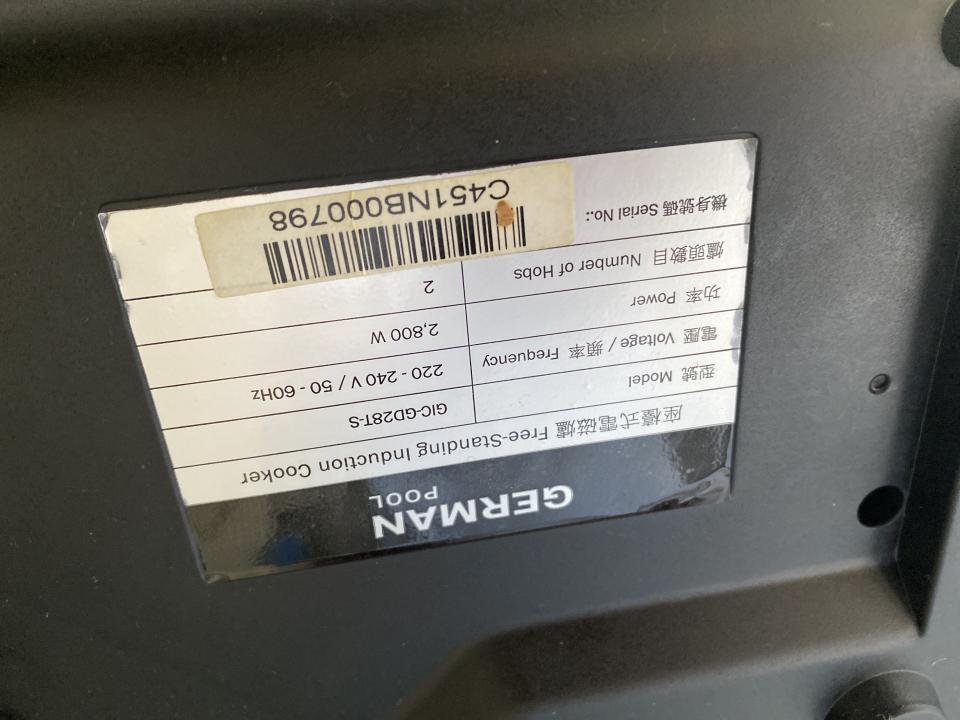 GERMAN
POOL
座檯式電磁爐 Free-Standing Induction Cooker
型號 Model GIC-GD28T-S
電壓 Voltage / 頻率 Frequency 220 - 240 V / 50 - 60Hz
功率 Power 2,800 W
爐頭數目 Number of Hobs 2
機身號碼 Serial No.:
C451NB000798